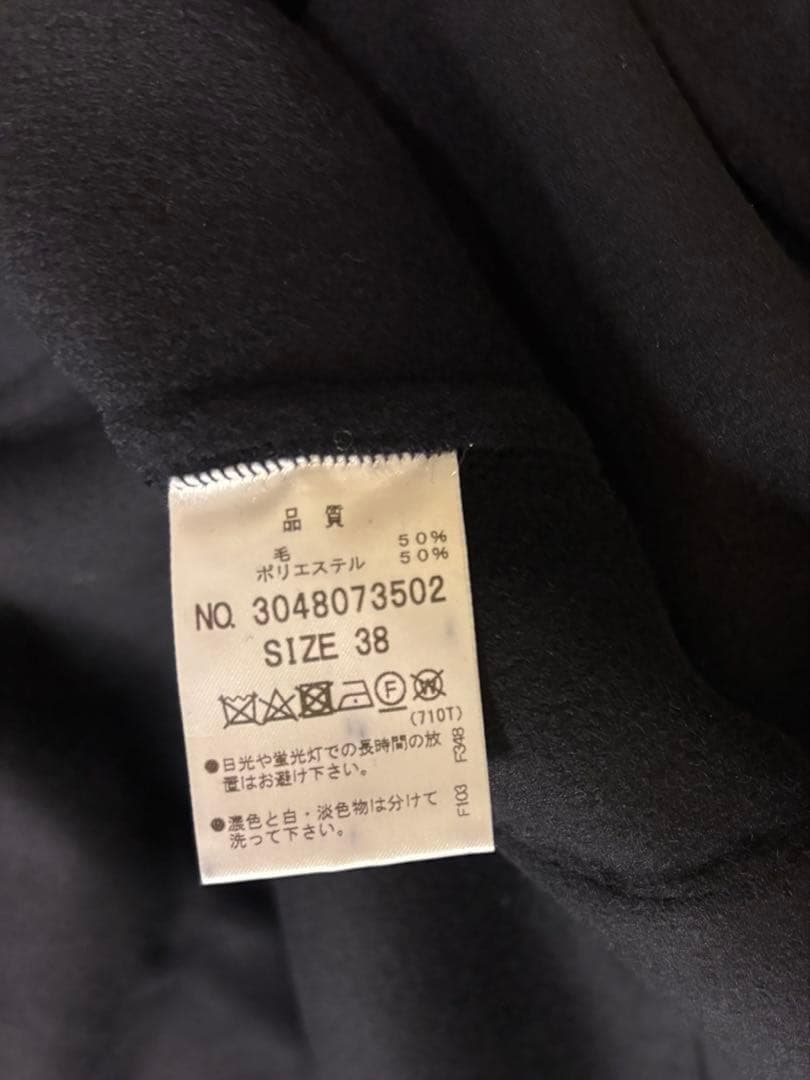 品質
毛 50%
ポリエステル 50%
NO. 3048073502
SIZE 38
F W
(710T)
●日光や蛍光灯での長時間の放
置はお避け下さい。
●濃色と白・淡色物は分けて
洗って下さい。
F103 F348